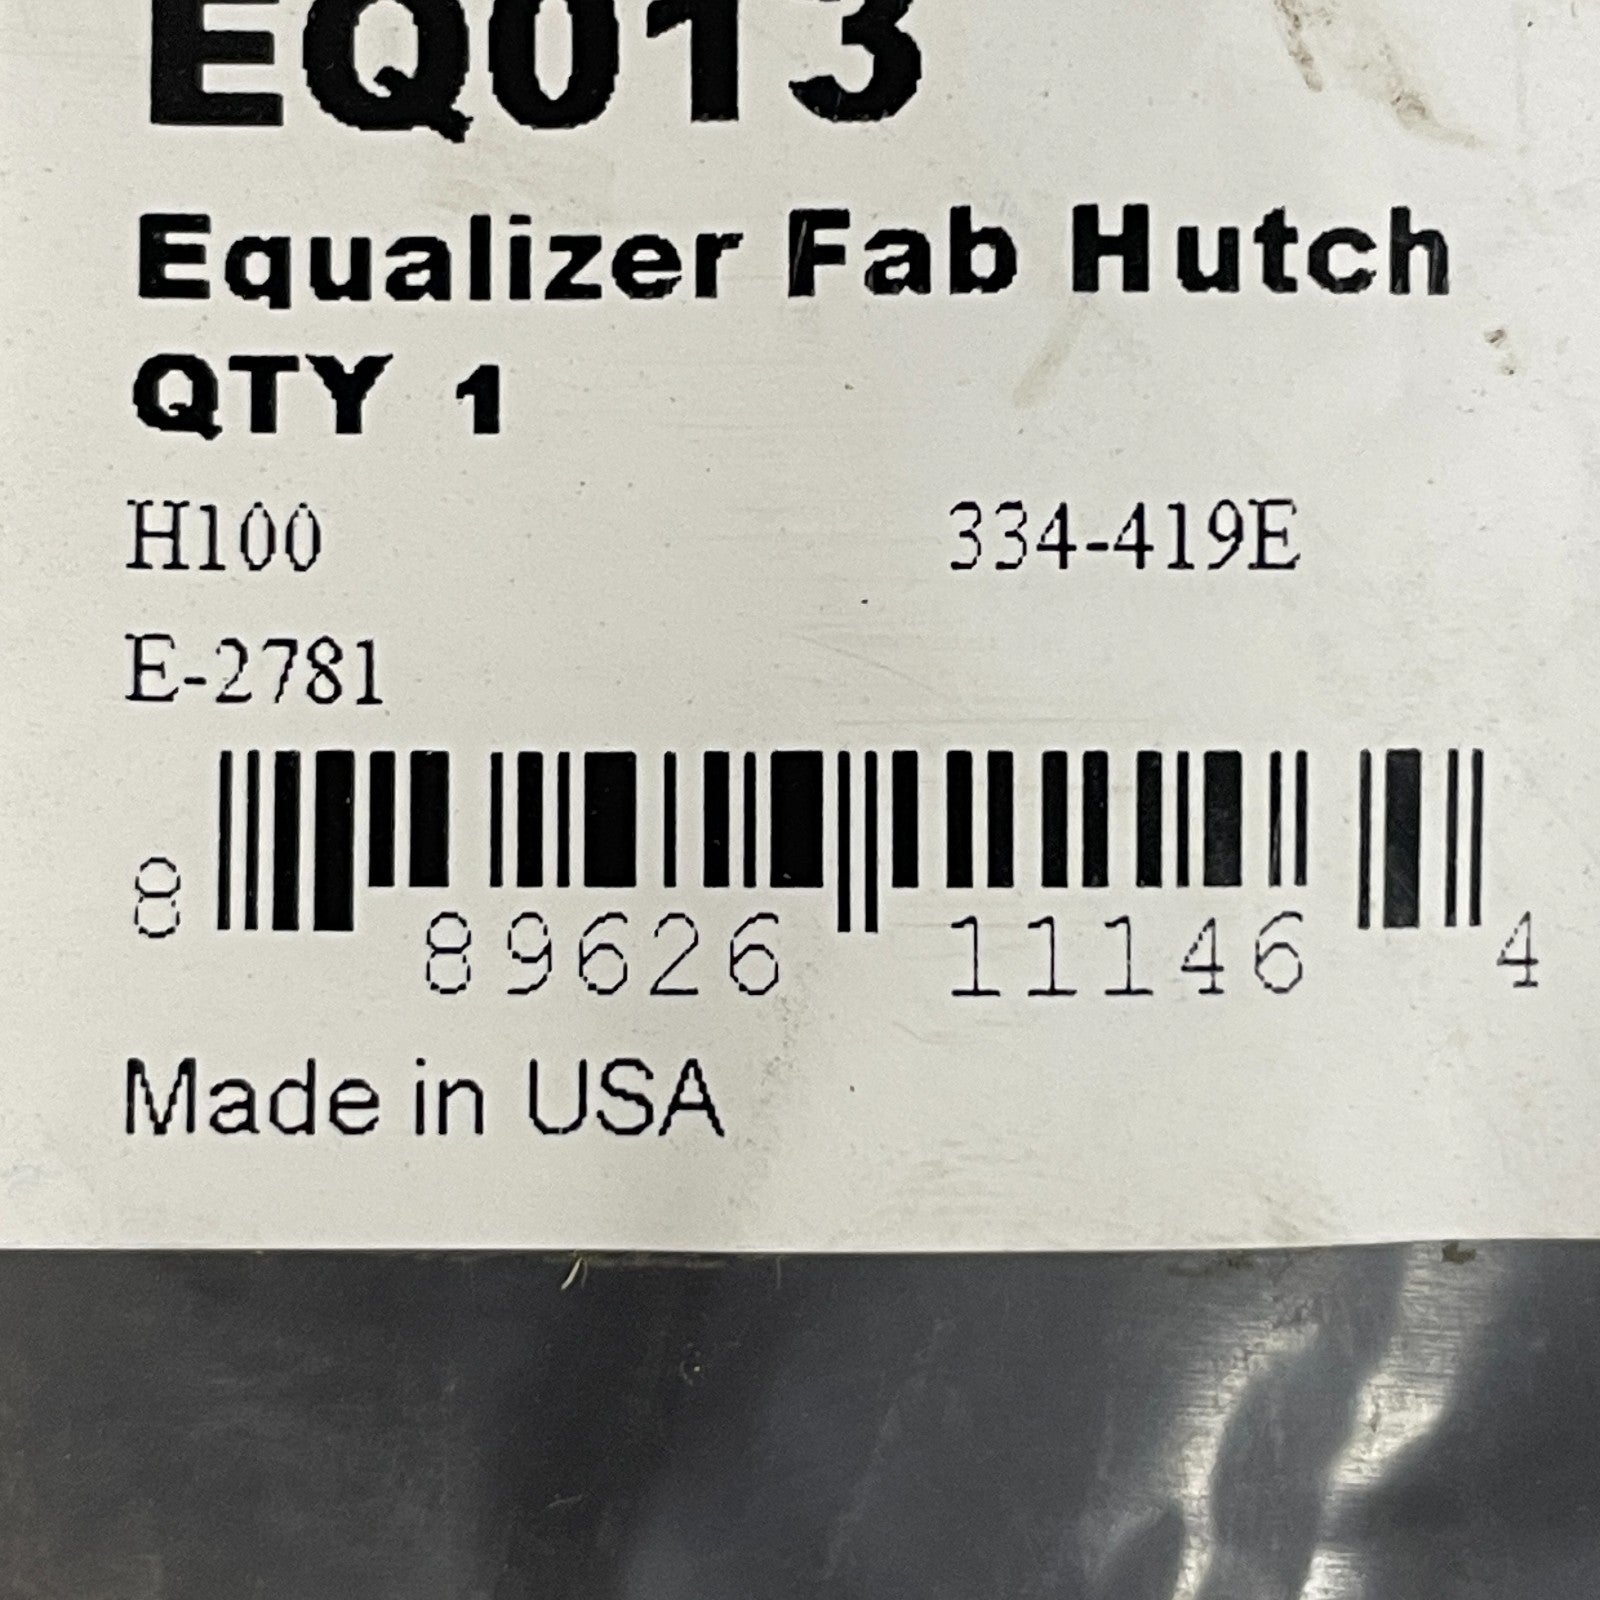 EQ013
Equalizer Fab Hutch
QTY 1
H100 334-419E
E-2781
8 89626 11146 4
Made in USA